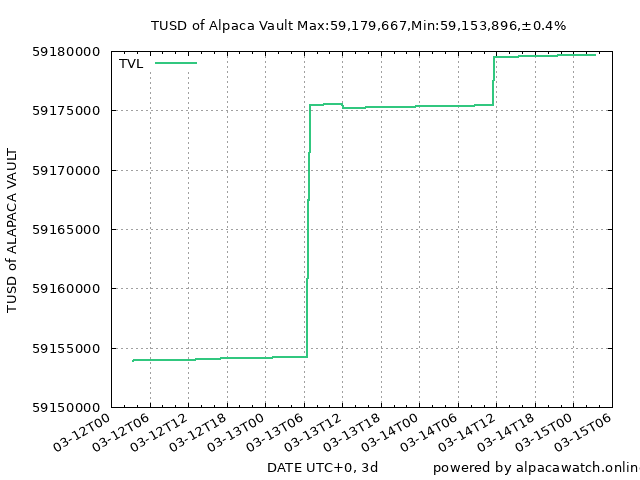 TUSD of Alpaca Vault Max:59,179,667,Min:59,153,896,±0.4%
TVL
59180000
59175000
59170000
59165000
59160000
59155000
59150000
TUSD of ALAPACA VAULT
03-12T00
03-12T06
03-12T12
03-12T18
03-13T00
03-13T06
03-13T12
03-13T18
03-14T00
03-14T06
03-14T12
03-14T18
03-15T00
03-15T06
DATE UTC+0, 3d
powered by alpacawatch.online